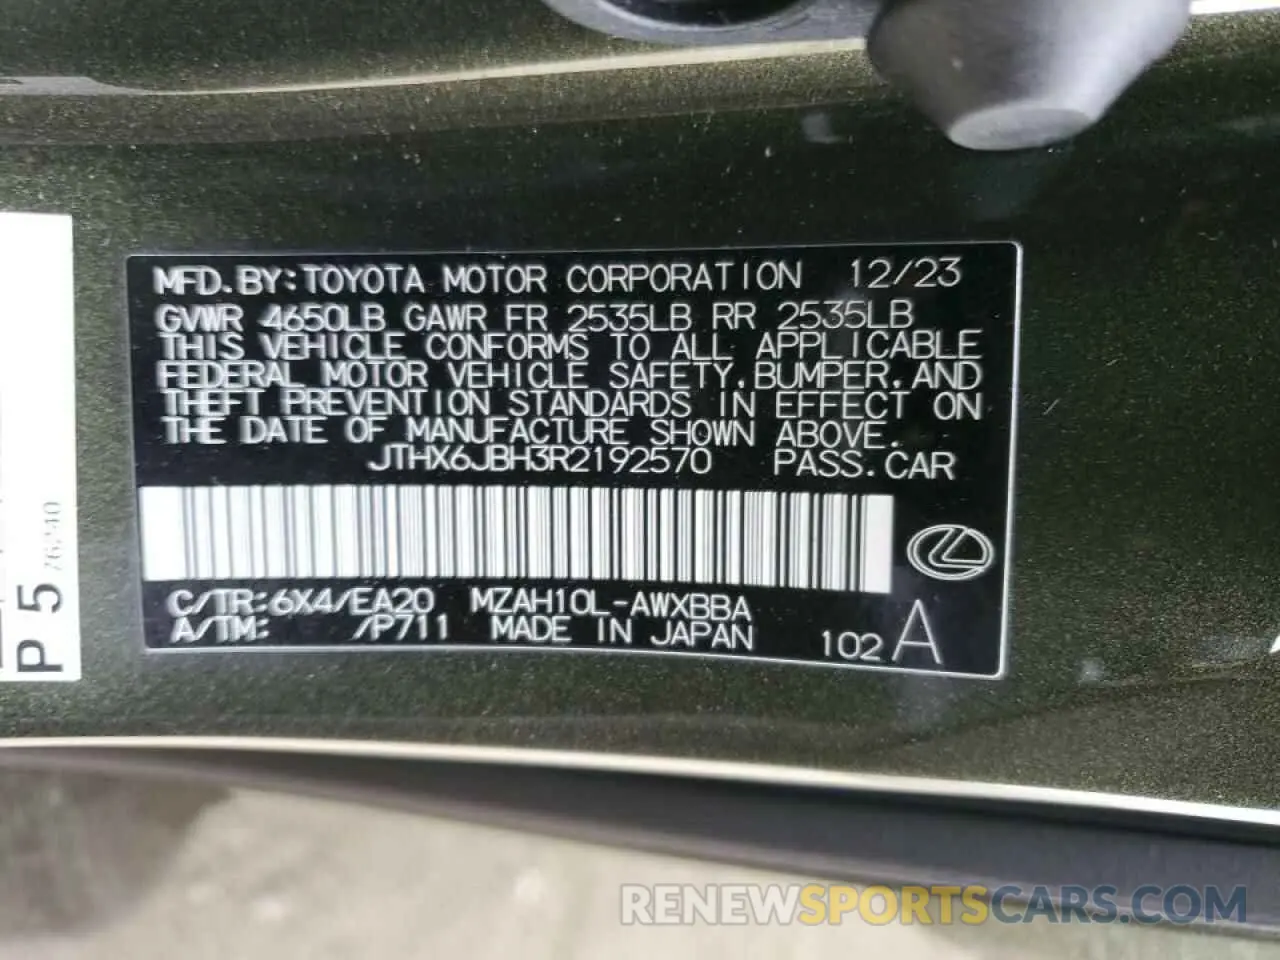 MFD.BY:TOYOTA MOTOR CORPORATION 12/23
GVWR 4650LB GAWR FR 2535LB RR 2535LB
THIS VEHICLE CONFORMS TO ALL APPLICABLE
FEDERAL MOTOR VEHICLE SAFETY,BUMPER,AND
THEFT PREVENTION STANDARDS IN EFFECT ON
THE DATE OF MANUFACTURE SHOWN ABOVE.
JTHX6JBH3R2192570 PASS.CAR
C/TR:6X4/EA20 MZAH10L-AWXBBA
A/TM: /P711 MADE IN JAPAN 102 A
P 5 76240
RENEWSPORTSCARS.COM